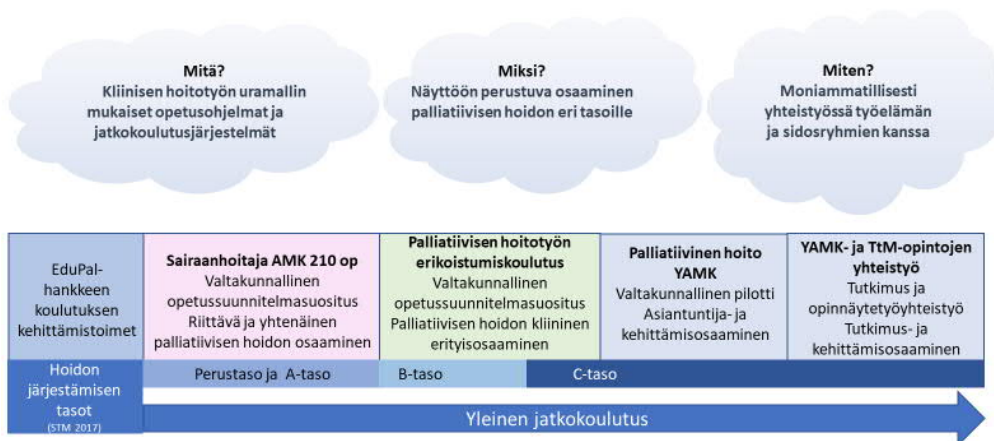 Mitä?
Kliinisen hoitotyön uramallin
mukaiset opetusohjelmat ja
jatkokoulutusjärjestelmät
Miksi?
Näyttöön perustuva osaaminen
palliatiivisen hoidon eri tasoille
Miten?
Moniammatillisesti
yhteistyössä työelämän
ja sidosryhmien kanssa
EduPal-
hankkeen
koulutuksen
kehittämistoimet
Sairaanhoitaja AMK 210 op
Valtakunnallinen
opetussuunnitelmasuositus
Riittävä ja yhtenäinen
palliatiivisen hoidon osaaminen
Palliatiivisen hoitotyön
erikoistumiskoulutus
Valtakunnallinen
opetussuunnitelmasuositus
Palliatiivisen hoidon kliininen
erityisosaaminen
Palliatiivinen hoito
YAMK
Valtakunnallinen pilotti
Asiantuntija- ja
kehittämisosaaminen
YAMK- ja TtM-opintojen
yhteistyö
Tutkimus ja
opinnäytetyöyhteistyö
Tutkimus- ja
kehittämisosaaminen
Hoidon
järjestämisen
tasot
(STM 2017)
Perustaso ja A-taso
B-taso
C-taso
Yleinen jatkokoulutus